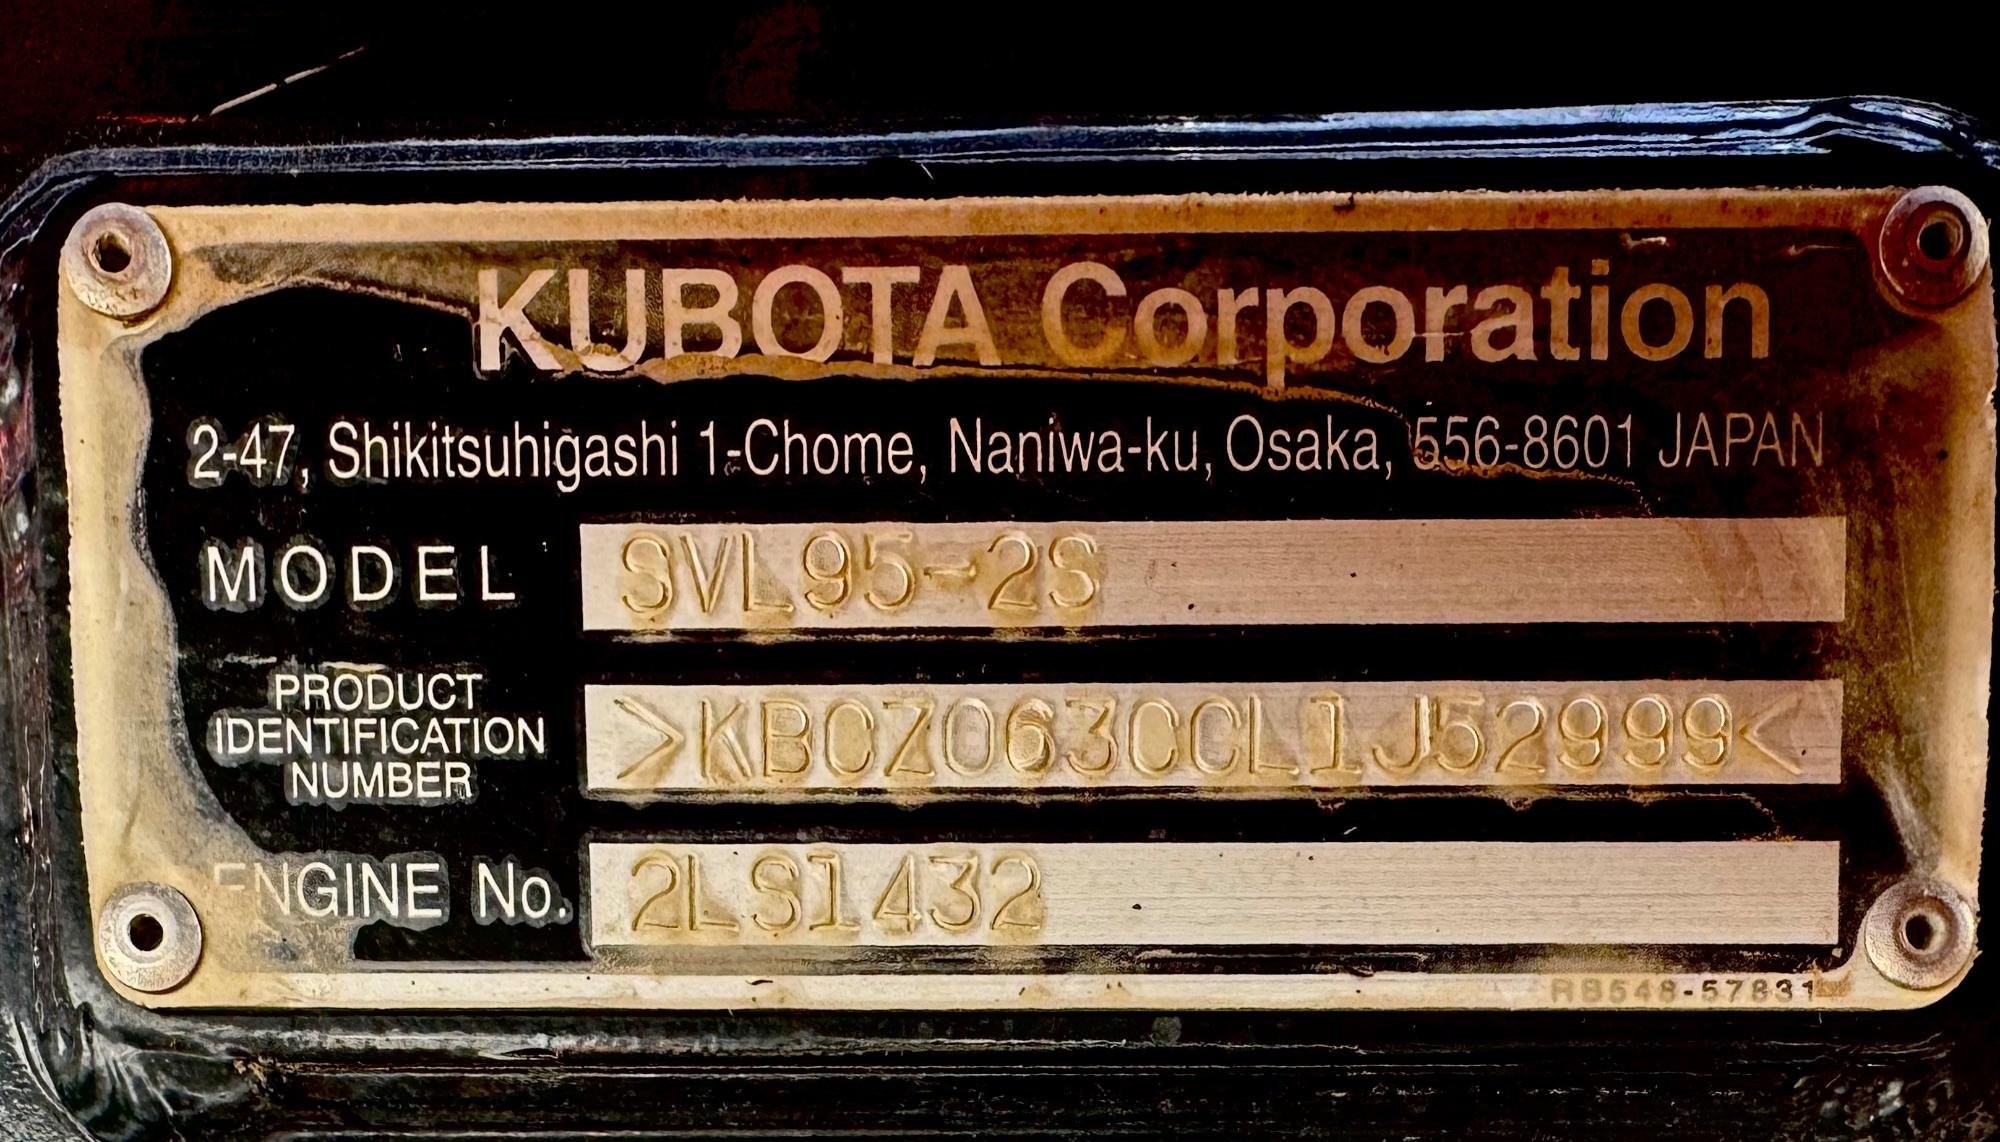 KUBOTA Corporation
2-47, Shikitsuhigashi 1-Chome, Naniwa-ku, Osaka, 556-8601 JAPAN
MODEL SVL95-2S
PRODUCT
IDENTIFICATION
NUMBER
>KBCZ063CCL1J52999<
ENGINE No. 2LS1432
RB548-57831